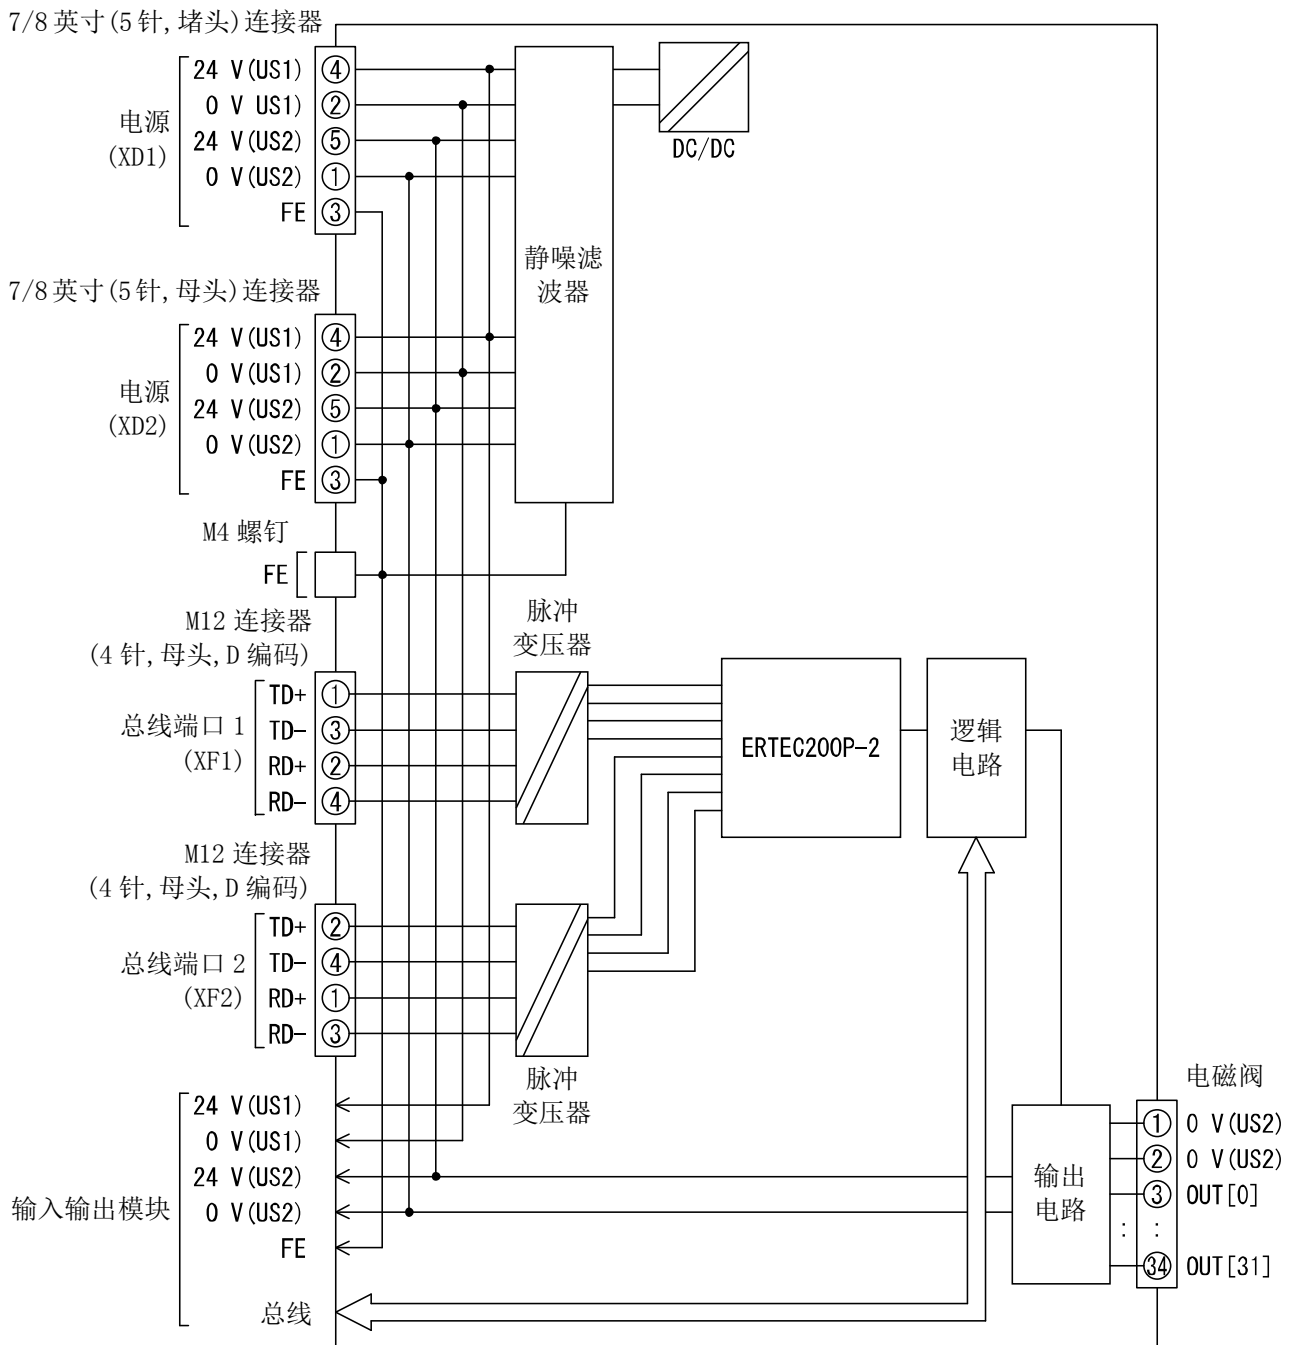 7/8英寸(5针,堵头)连接器
24 V(US1) ④
0 V US1) ②
24 V(US2) ⑤
0 V(US2) ①
FE ③
电源
(XD1)
DC/DC
静噪滤
波器
7/8英寸(5针,母头)连接器
24 V(US1) ④
0 V(US1) ②
24 V(US2) ⑤
0 V(US2) ①
FE ③
电源
(XD2)
M4 螺钉
FE
M12 连接器
(4 针,母头,D 编码)
TD+ ①
TD- ③
RD+ ②
RD- ④
总线端口 1
(XF1)
脉冲
变压器
ERTEC200P-2
逻辑
电路
M12 连接器
(4 针,母头,D 编码)
TD+ ②
TD- ④
RD+ ①
RD- ③
总线端口 2
(XF2)
脉冲
变压器
24 V(US1)
0 V(US1)
24 V(US2)
0 V(US2)
FE
总线
输入输出模块
输出
电路
电磁阀
① 0 V(US2)
② 0 V(US2)
③ OUT[0]
: :
㉞ OUT[31]